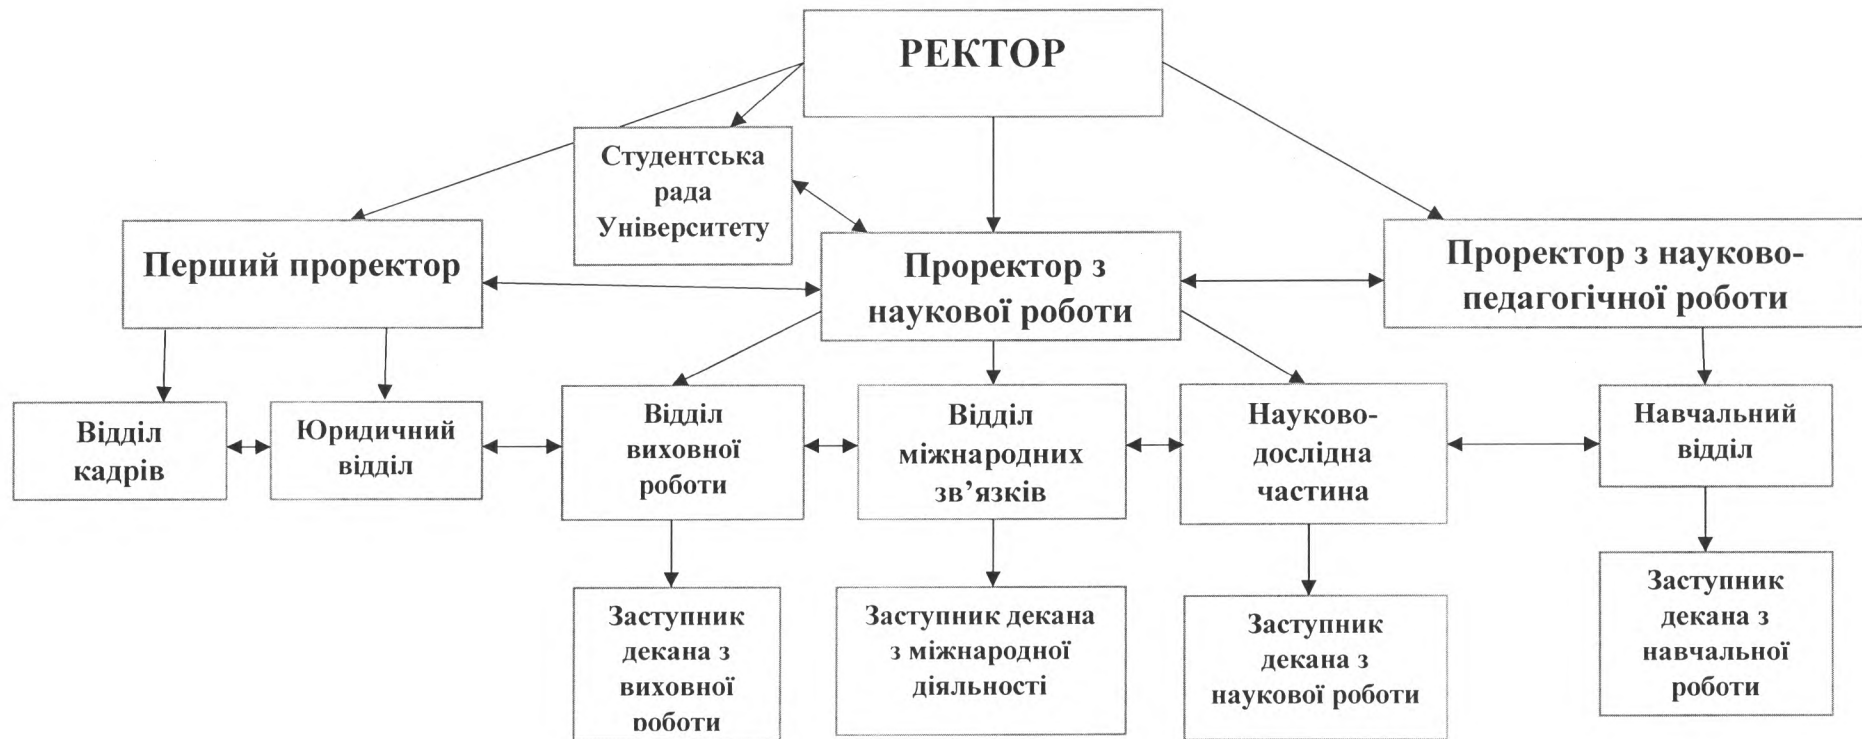 РЕКТОР
Студентська
рада
Університету
Перший проректор
Проректор з
наукової роботи
Проректор з науково-
педагогічної роботи
Відділ
кадрів
Юридичний
відділ
Відділ
виховної
роботи
Відділ
міжнародних
зв’язків
Науково-
дослідна
частина
Навчальний
відділ
Заступник
декана з
виховної
роботи
Заступник декана
з міжнародної
діяльності
Заступник
декана з
наукової роботи
Заступник
декана з
навчальної
роботи